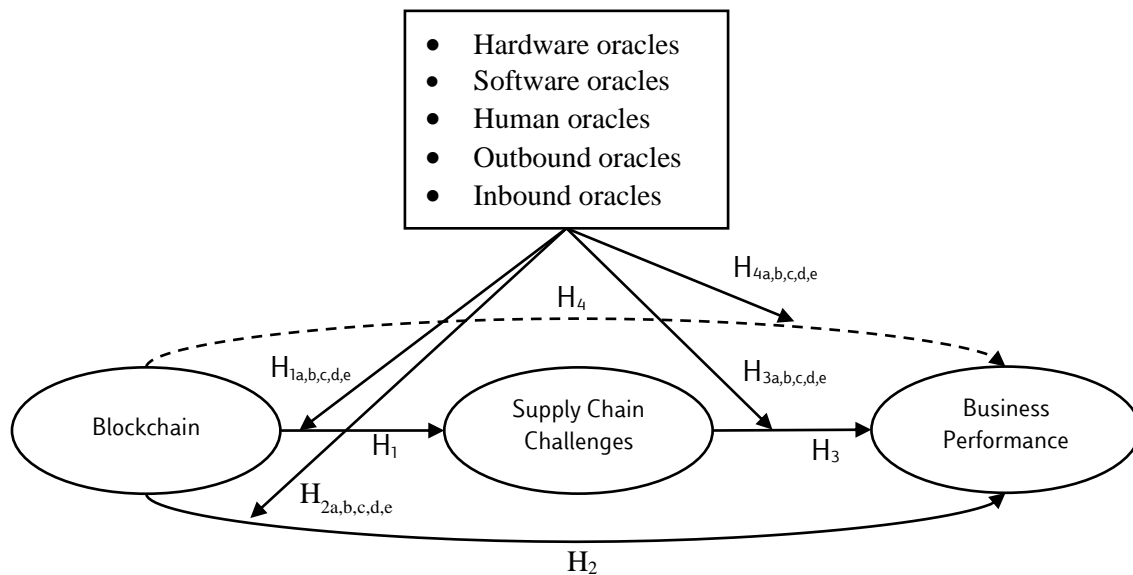 • Hardware oracles
• Software oracles
• Human oracles
• Outbound oracles
• Inbound oracles
H4a,b,c,d,e
H4
H1a,b,c,d,e
H3a,b,c,d,e
Blockchain
Supply Chain
Challenges
Business
Performance
H1
H3
H2a,b,c,d,e
H2